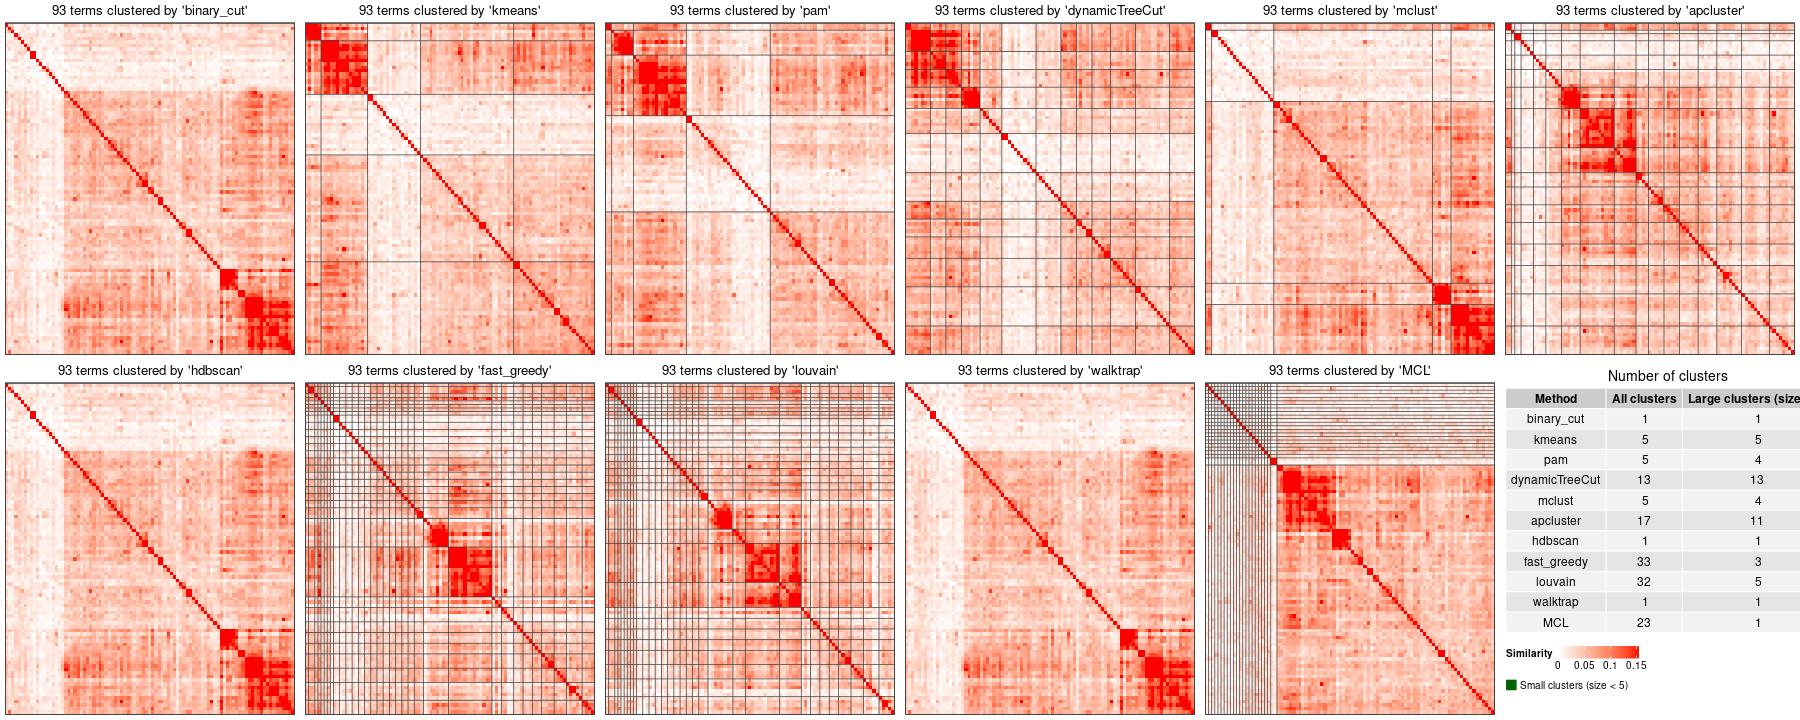 93 terms clustered by 'binary_cut'
93 terms clustered by 'kmeans'
93 terms clustered by 'pam'
93 terms clustered by 'dynamicTreeCut'
93 terms clustered by 'mclust'
93 terms clustered by 'apcluster'
93 terms clustered by 'hdbscan'
93 terms clustered by 'fast_greedy'
93 terms clustered by 'louvain'
93 terms clustered by 'walktrap'
93 terms clustered by 'MCL'
Number of clusters
Method All clusters Large clusters (size
binary_cut 1 1
kmeans 5 5
pam 5 4
dynamicTreeCut 13 13
mclust 5 4
apcluster 17 11
hdbscan 1 1
fast_greedy 33 3
louvain 32 5
walktrap 1 1
MCL 23 1
Similarity
0 0.05 0.1 0.15
Small clusters (size < 5)